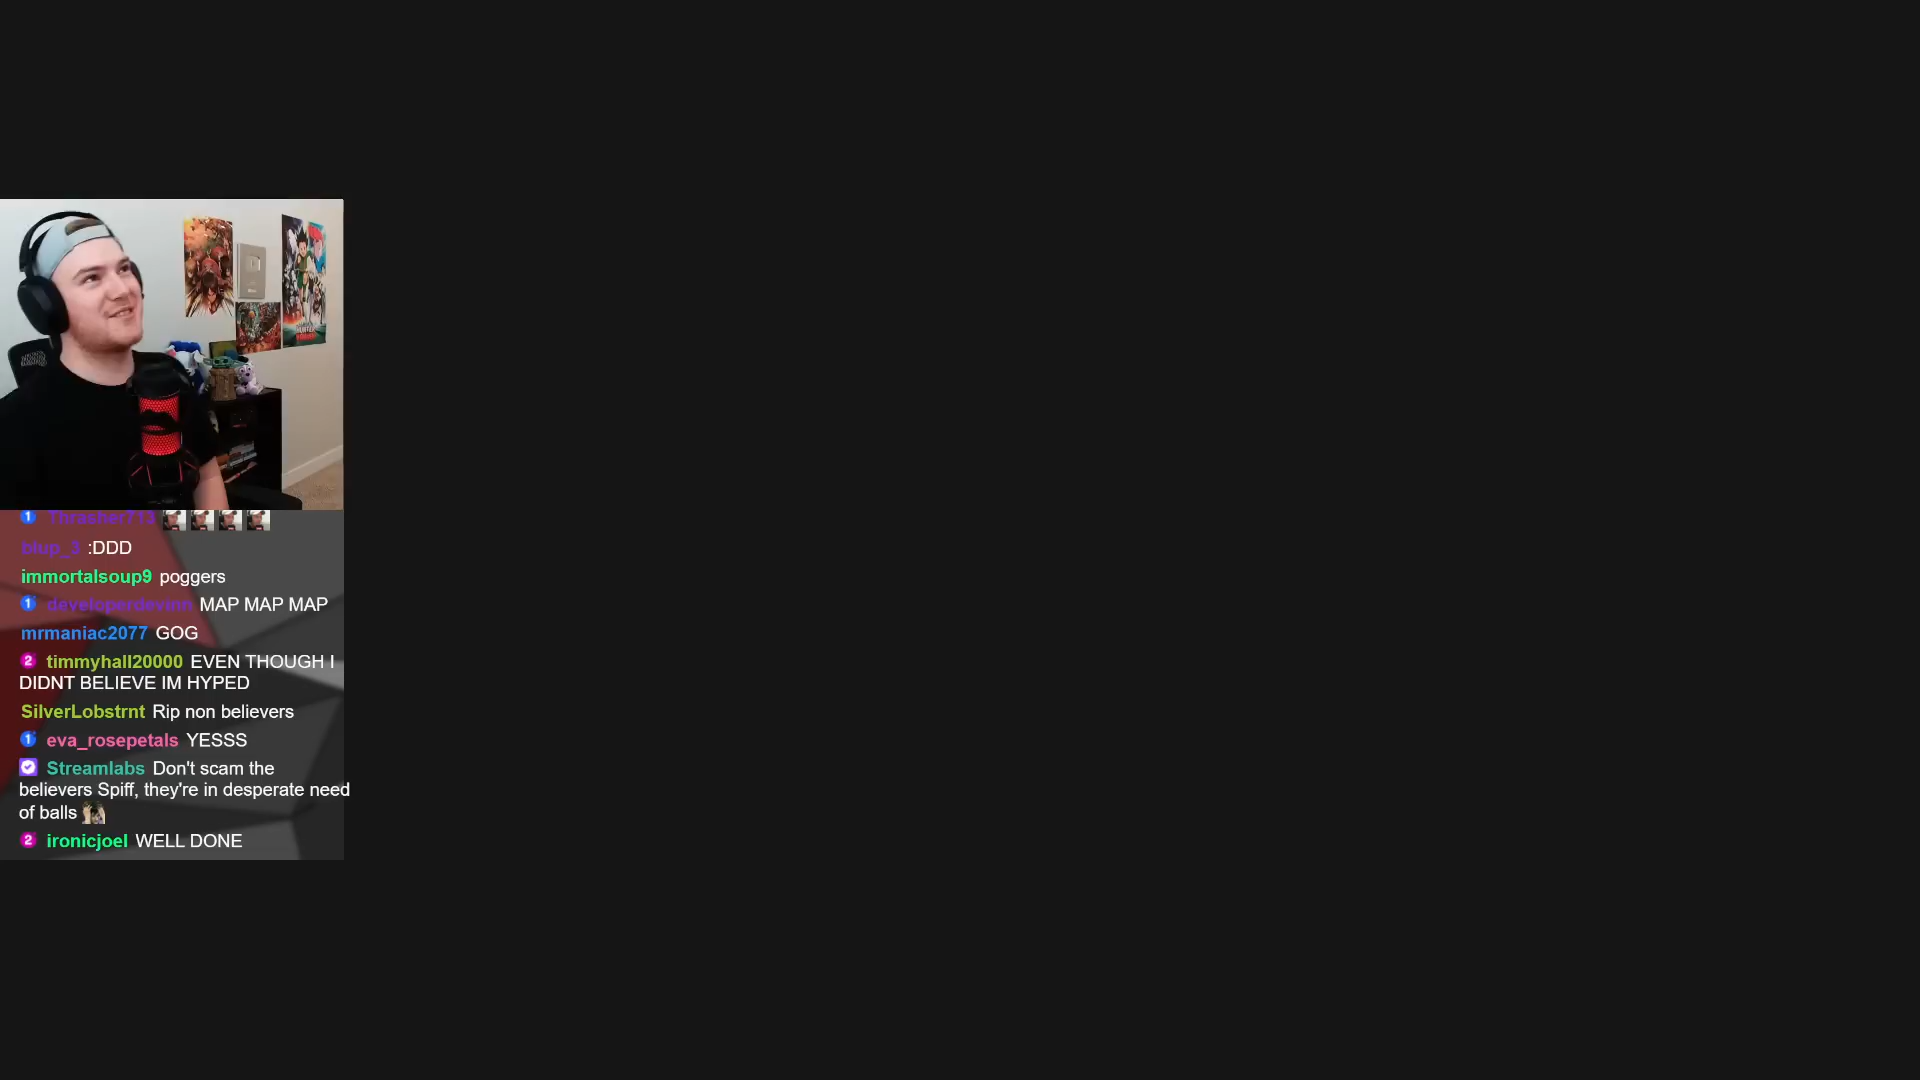 Thrasher713
blup_3 :DDD
immortalsoup9 poggers
developerdevinn MAP MAP MAP
mrmaniac2077 GOG
timmyhall20000 EVEN THOUGH I
DIDNT BELIEVE IM HYPED
SilverLobstrnt Rip non believers
eva_rosepetals YESSS
Streamlabs Don't scam the
believers Spiff, they're in desperate need
of balls
ironicjoel WELL DONE